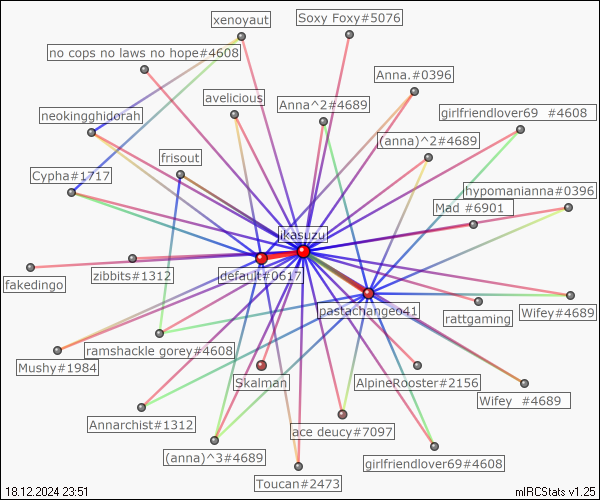 xenoyaut
Soxy Foxy#5076
no cops no laws no hope#4608
Anna.#0396
avelicious
Anna^2#4689
neokingghidorah
girlfriendlover69 #4608
(anna)^2#4689
frisout
Cypha#1717
hypomanianna#0396
Mad #6901
ikasuzu
fakedingo
zibbits#1312
default#0617
pastachangeo41
rattgaming
Wifey#4689
Mushy#1984
ramshackle gorey#4608
Skalman
AlpineRooster#2156
Wifey #4689
Annarchist#1312
ace deucy#7097
(anna)^3#4689
girlfriendlover69#4608
Toucan#2473
18.12.2024 23:51
mIRCStats v1.25